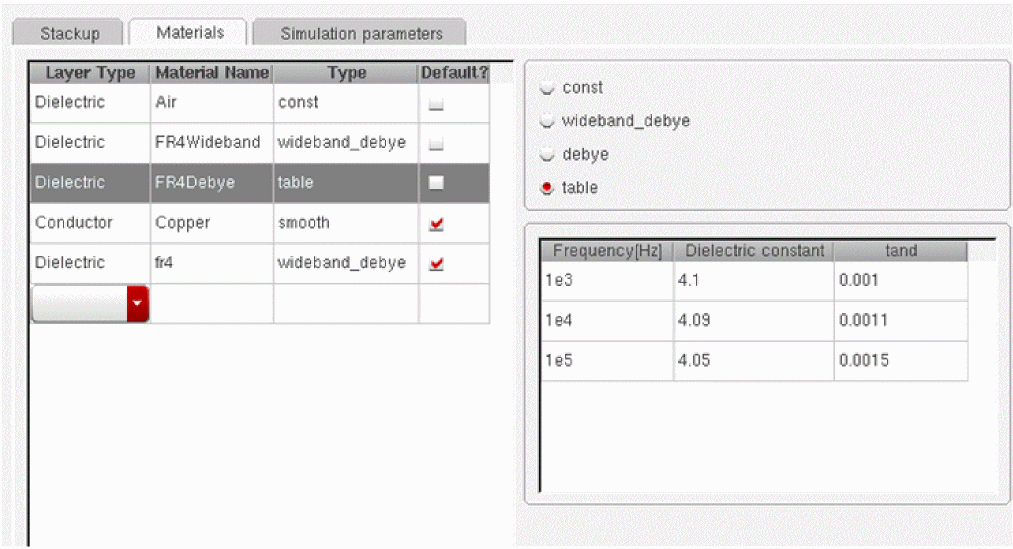 Stackup Materials Simulation parameters
Layer Type Material Name Type Default?
Dielectric Air const
Dielectric FR4Wideband wideband_debye
Dielectric FR4Debye table
Conductor Copper smooth
Dielectric fr4 wideband_debye
const
wideband_debye
debye
table
Frequency[Hz] Dielectric constant tand
1e3 4.1 0.001
1e4 4.09 0.0011
1e5 4.05 0.0015